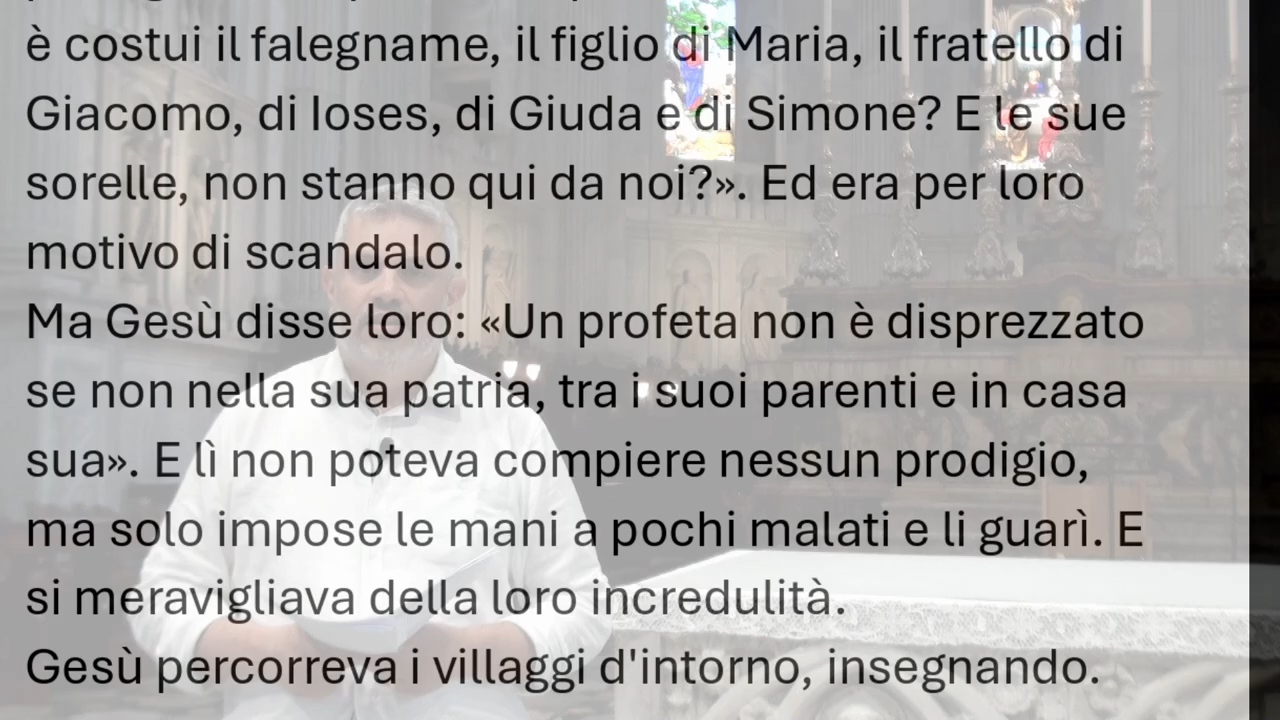 è costui il falegname, il figlio di Maria, il fratello di
Giacomo, di Ioses, di Giuda e di Simone? E le sue
sorelle, non stanno qui da noi?». Ed era per loro
motivo di scandalo.
Ma Gesù disse loro: «Un profeta non è disprezzato
se non nella sua patria, tra i suoi parenti e in casa
sua». E lì non poteva compiere nessun prodigio,
ma solo impose le mani a pochi malati e li guarì. E
si meravigliava della loro incredulità.
Gesù percorreva i villaggi d'intorno, insegnando.